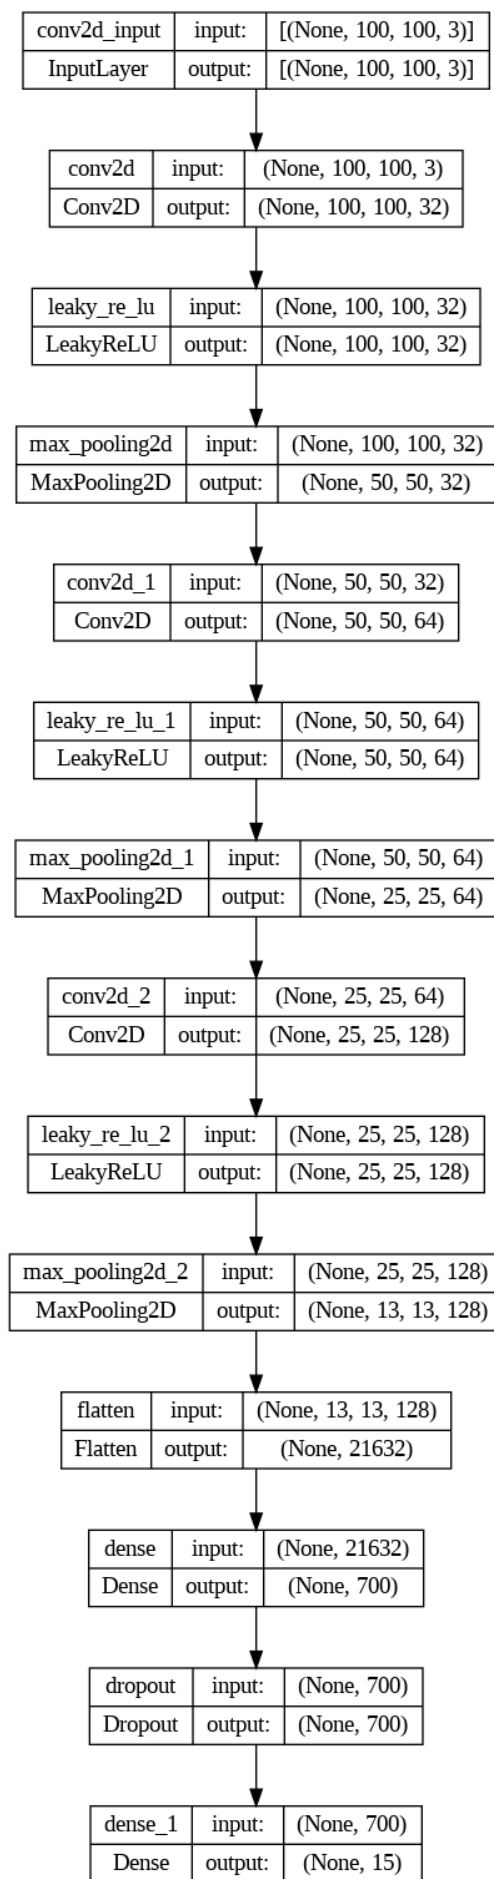 conv2d_input input: [(None, 100, 100, 3)]
InputLayer output: [(None, 100, 100, 3)]
conv2d input: (None, 100, 100, 3)
Conv2D output: (None, 100, 100, 32)
leaky_re_lu input: (None, 100, 100, 32)
LeakyReLU output: (None, 100, 100, 32)
max_pooling2d input: (None, 100, 100, 32)
MaxPooling2D output: (None, 50, 50, 32)
conv2d_1 input: (None, 50, 50, 32)
Conv2D output: (None, 50, 50, 64)
leaky_re_lu_1 input: (None, 50, 50, 64)
LeakyReLU output: (None, 50, 50, 64)
max_pooling2d_1 input: (None, 50, 50, 64)
MaxPooling2D output: (None, 25, 25, 64)
conv2d_2 input: (None, 25, 25, 64)
Conv2D output: (None, 25, 25, 128)
leaky_re_lu_2 input: (None, 25, 25, 128)
LeakyReLU output: (None, 25, 25, 128)
max_pooling2d_2 input: (None, 25, 25, 128)
MaxPooling2D output: (None, 13, 13, 128)
flatten input: (None, 13, 13, 128)
Flatten output: (None, 21632)
dense input: (None, 21632)
Dense output: (None, 700)
dropout input: (None, 700)
Dropout output: (None, 700)
dense_1 input: (None, 700)
Dense output: (None, 15)